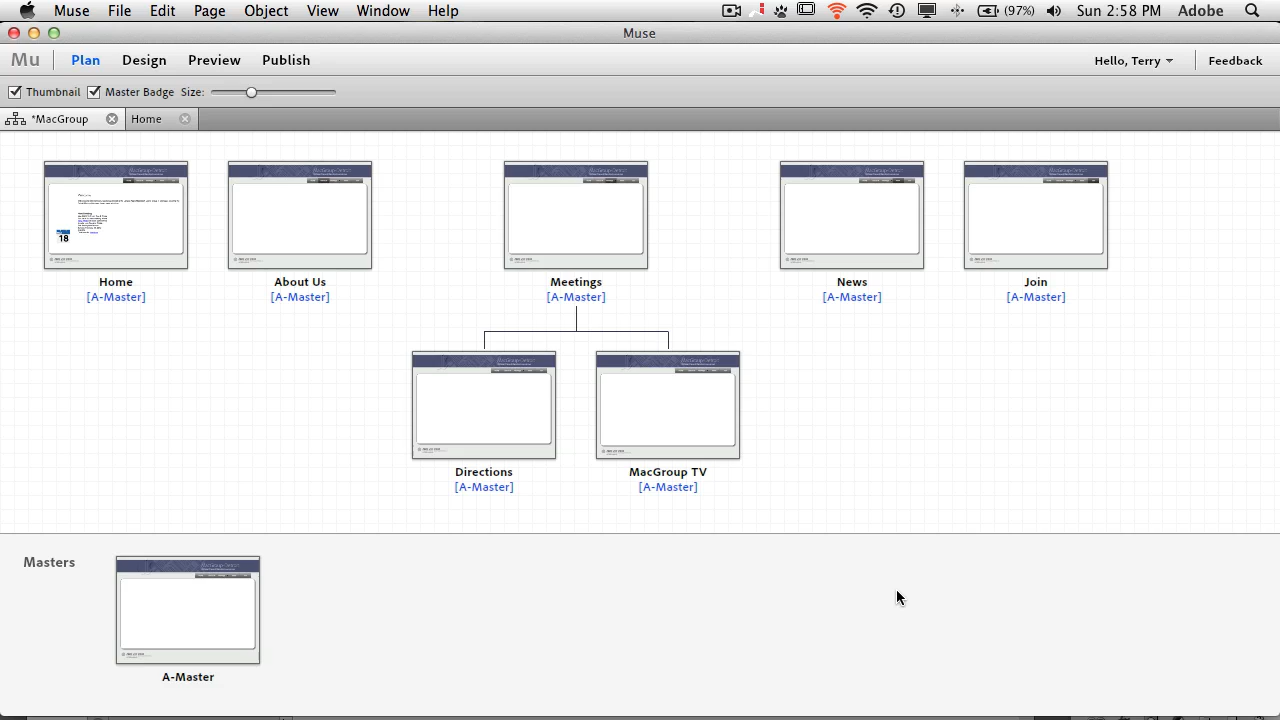 Muse File Edit Page Object View Window Help (97%) Sun 2:58 PM Adobe
Muse
Mu Plan Design Preview Publish Hello, Terry Feedback
Thumbnail Master Badge Size:
*MacGroup Home
18
Home About Us Meetings News Join
[A-Master] [A-Master] [A-Master] [A-Master] [A-Master]
Directions MacGroup TV
[A-Master] [A-Master]
Masters
A-Master